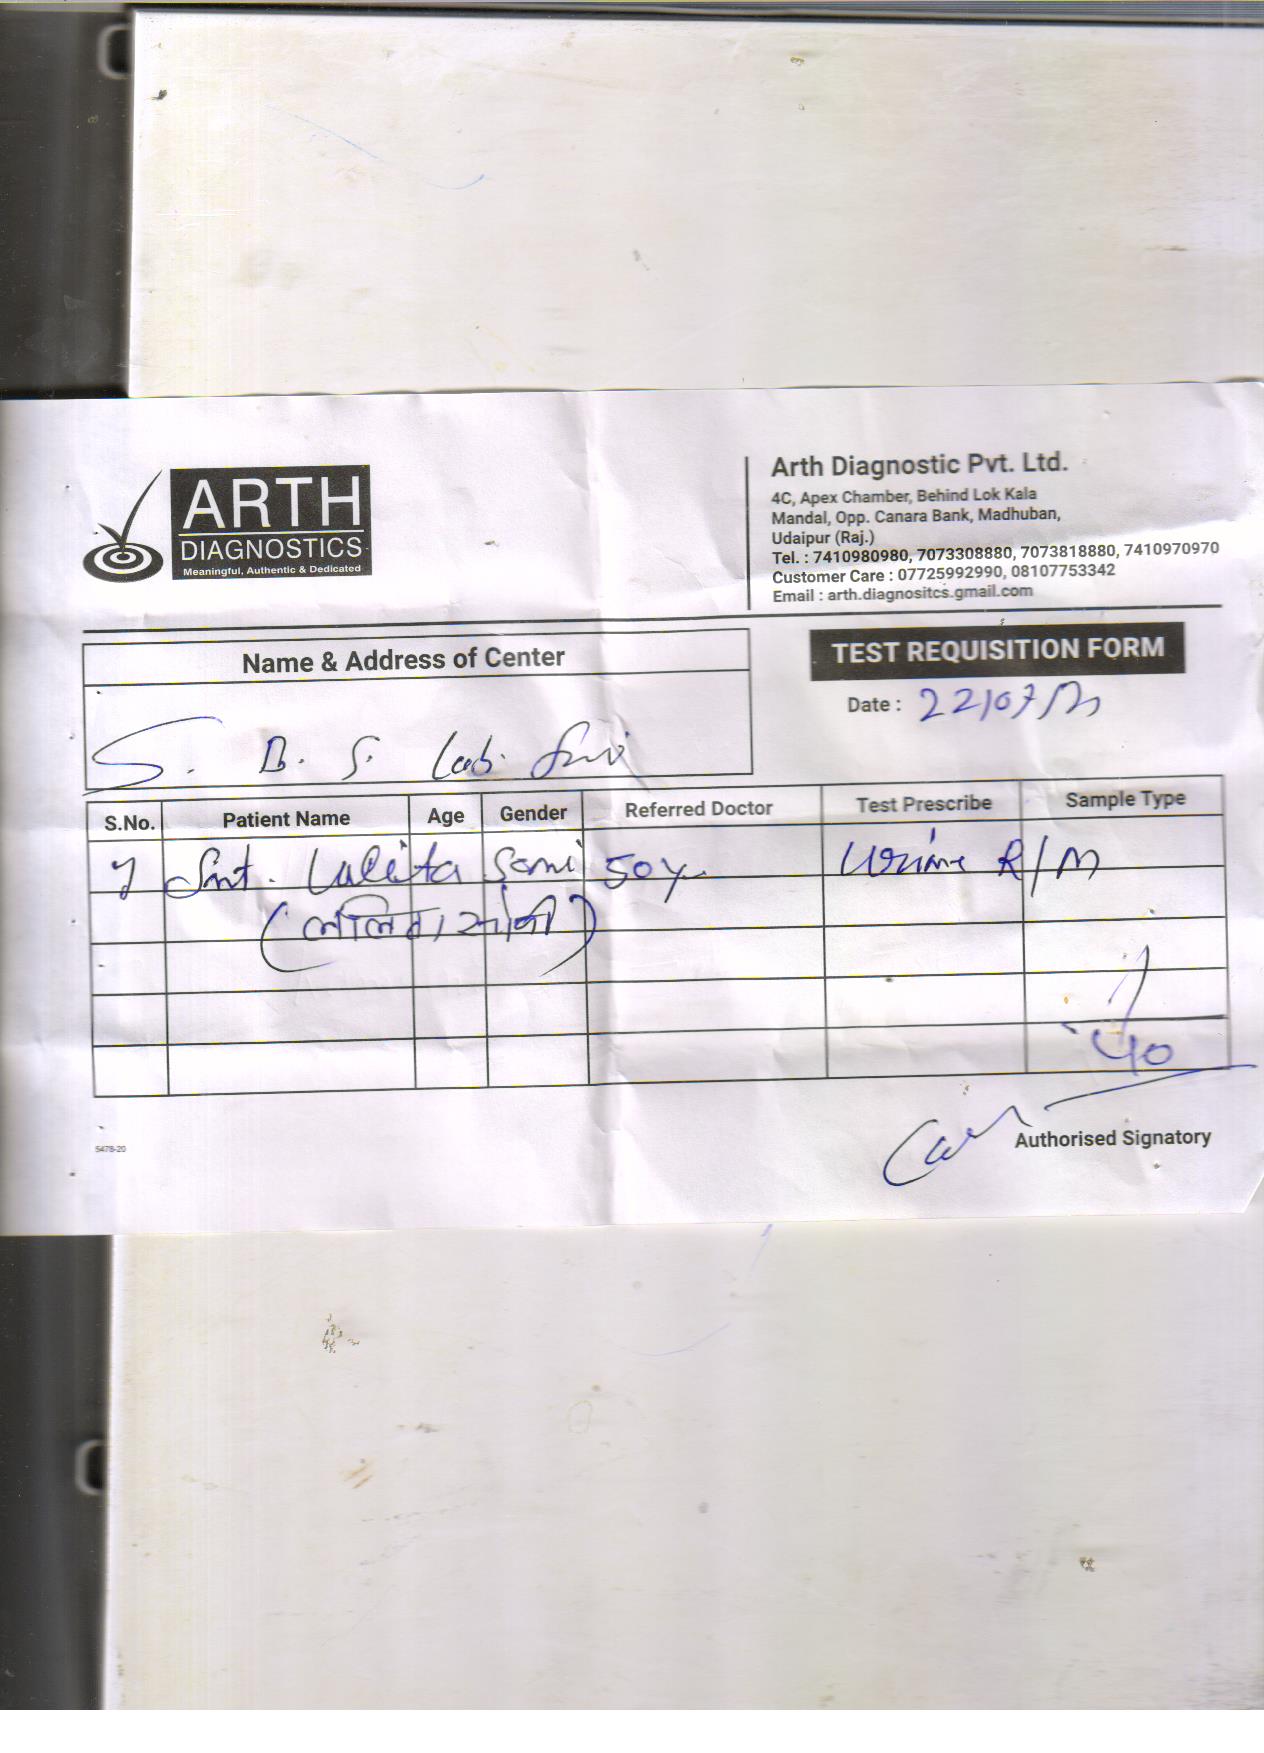 ARTH
DIAGNOSTICS
Meaningful, Authentic & Dedicated
Arth Diagnostic Pvt. Ltd.
4C, Apex Chamber, Behind Lok Kala
Mandal, Opp. Canara Bank, Madhuban,
Udaipur (Raj.)
Tel. : 7410980980, 7073308880, 7073818880, 7410970970
Customer Care : 07725992990, 08107753342
Email : arth.diagnositcs.gmail.com
Name & Address of Center
TEST REQUISITION FORM
Date : 22/07/
S. B. S. Lab.
S.No. Patient Name Age Gender Referred Doctor Test Prescribe Sample Type
1 Smt. Lalita Soni 50y. Urine R/M
(ललिता सोनी)
40
Authorised Signatory
5478-20